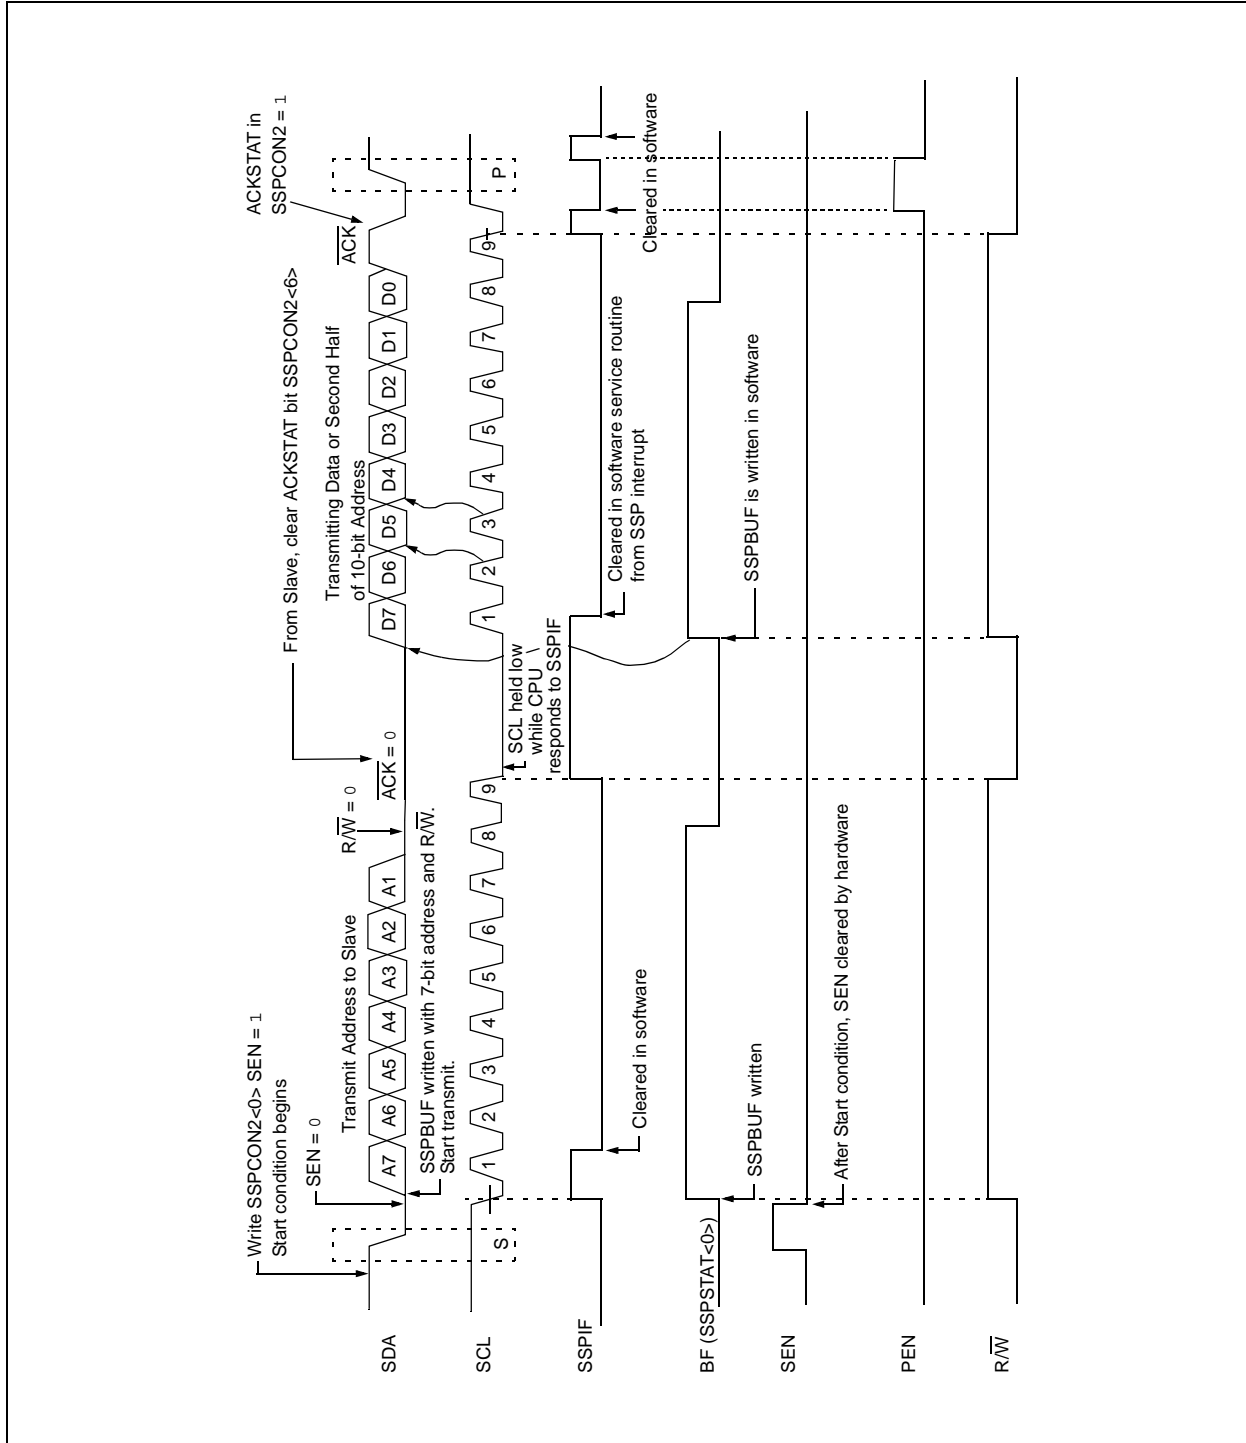 Write SSPCON2<0> SEN = 1
Start condition begins
SEN = 0
From Slave, clear ACKSTAT bit SSPCON2<6>
ACKSTAT in
SSPCON2 = 1
Transmit Address to Slave
R/W = 0
ACK = 0
Transmitting Data or Second Half
of 10-bit Address
ACK
SDA
A7 A6 A5 A4 A3 A2 A1
D7 D6 D5 D4 D3 D2 D1 D0
SSPBUF written with 7-bit address and R/W.
Start transmit.
SCL
S
1 2 3 4 5 6 7 8 9
1 2 3 4 5 6 7 8 9
P
SCL held low
while CPU
responds to SSPIF
SSPIF
Cleared in software
Cleared in software service routine
from SSP interrupt
Cleared in software
Cleared in software
BF (SSPSTAT<0>)
SSPBUF written
SSPBUF is written in software
SEN
After Start condition, SEN cleared by hardware
PEN
R/W